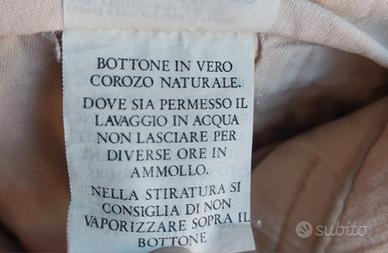 BOTTONE IN VERO
COROZO NATURALE.
DOVE SIA PERMESSO IL
LAVAGGIO IN ACQUA
NON LASCIARE PER
DIVERSE ORE IN
AMMOLLO.
NELLA STIRATURA SI
CONSIGLIA DI NON
VAPORIZZARE SOPRA IL
BOTTONE
subito